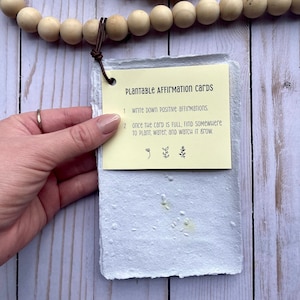 Plantable Affirmation Cards
1. Write down positive affirmations.
2. Once the card is full, find somewhere
to plant, water, and watch it grow